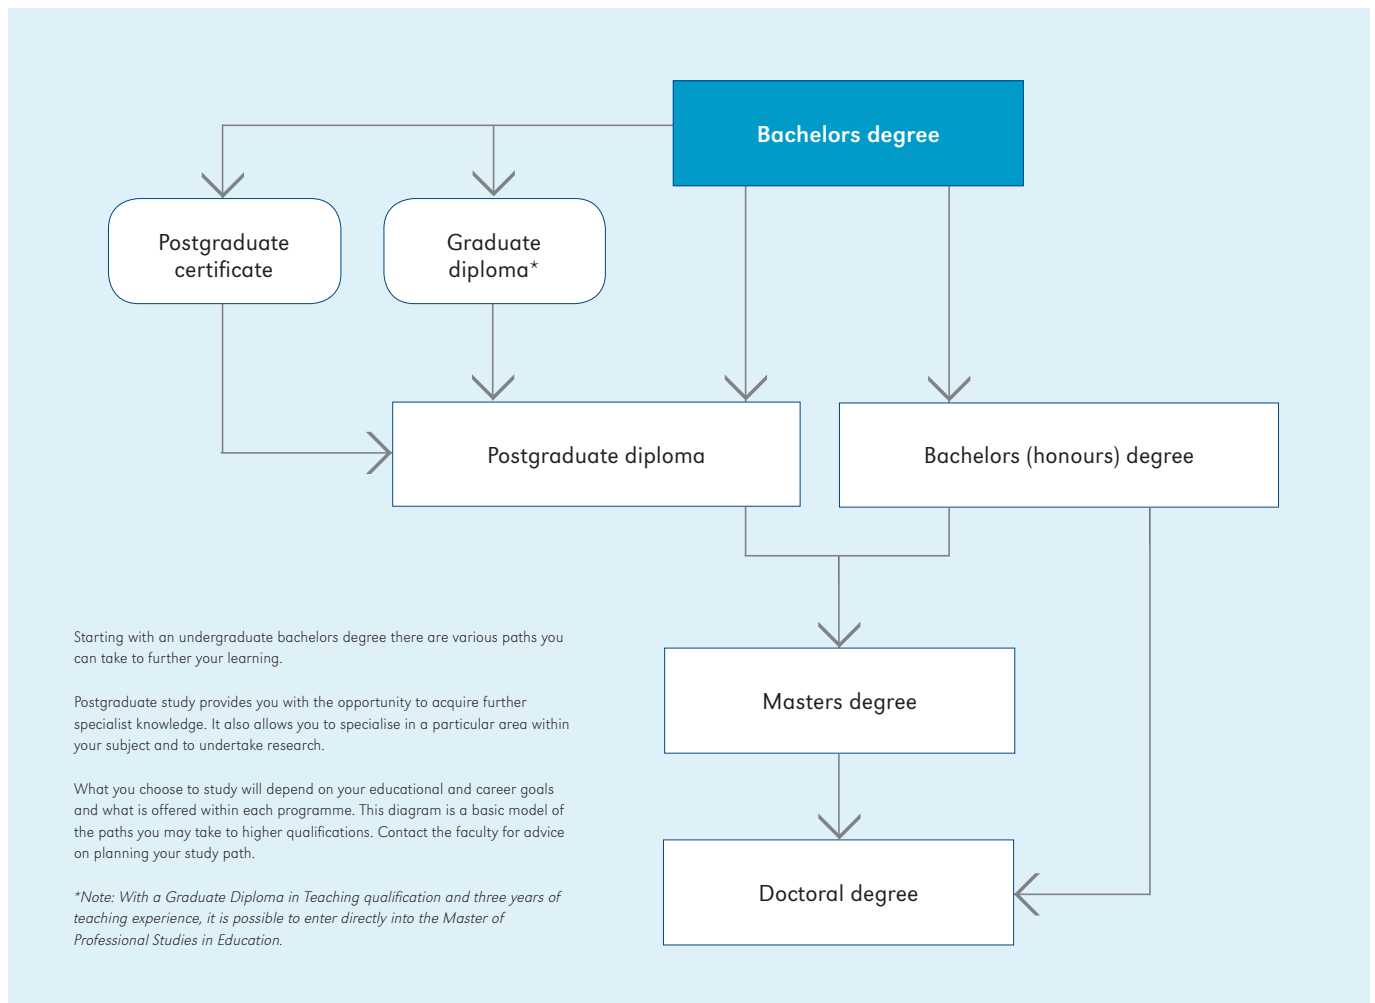 Bachelors degree
Postgraduate
certificate
Graduate
diploma*
Postgraduate diploma
Bachelors (honours) degree
Masters degree
Doctoral degree
Starting with an undergraduate bachelors degree there are various paths you
can take to further your learning.
Postgraduate study provides you with the opportunity to acquire further
specialist knowledge. It also allows you to specialise in a particular area within
your subject and to undertake research.
What you choose to study will depend on your educational and career goals
and what is offered within each programme. This diagram is a basic model of
the paths you may take to higher qualifications. Contact the faculty for advice
on planning your study path.
*Note: With a Graduate Diploma in Teaching qualification and three years of
teaching experience, it is possible to enter directly into the Master of
Professional Studies in Education.